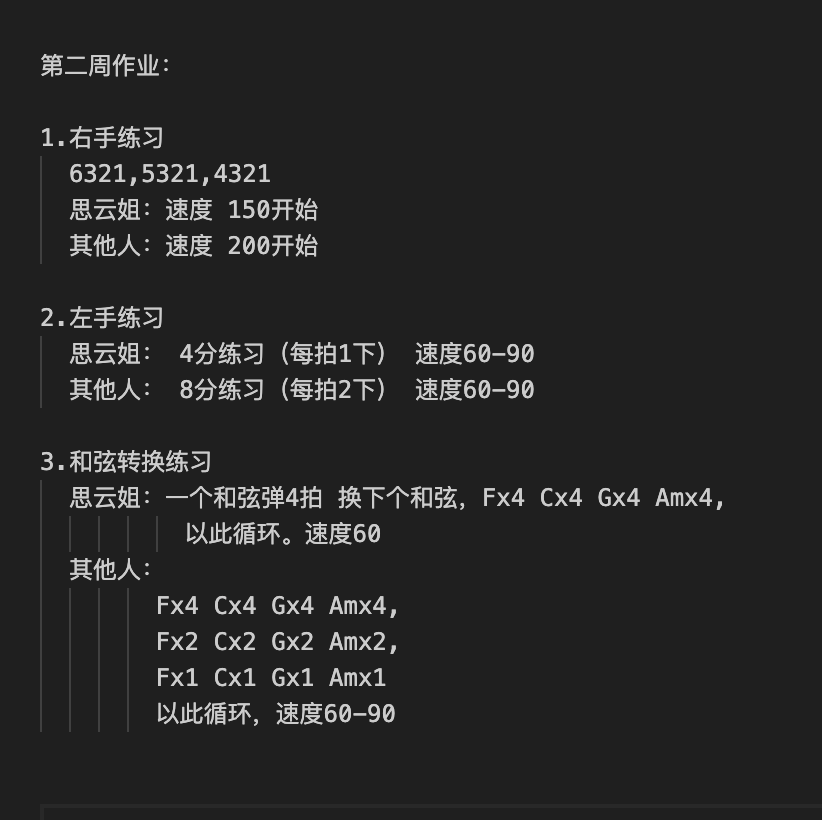 第二周作业：
1.右手练习
6321,5321,4321
思云姐：速度 150开始
其他人：速度 200开始
2.左手练习
思云姐： 4分练习（每拍1下） 速度60-90
其他人： 8分练习（每拍2下） 速度60-90
3.和弦转换练习
思云姐：一个和弦弹4拍 换下个和弦，Fx4 Cx4 Gx4 Amx4,
以此循环。速度60
其他人：
Fx4 Cx4 Gx4 Amx4,
Fx2 Cx2 Gx2 Amx2,
Fx1 Cx1 Gx1 Amx1
以此循环，速度60-90